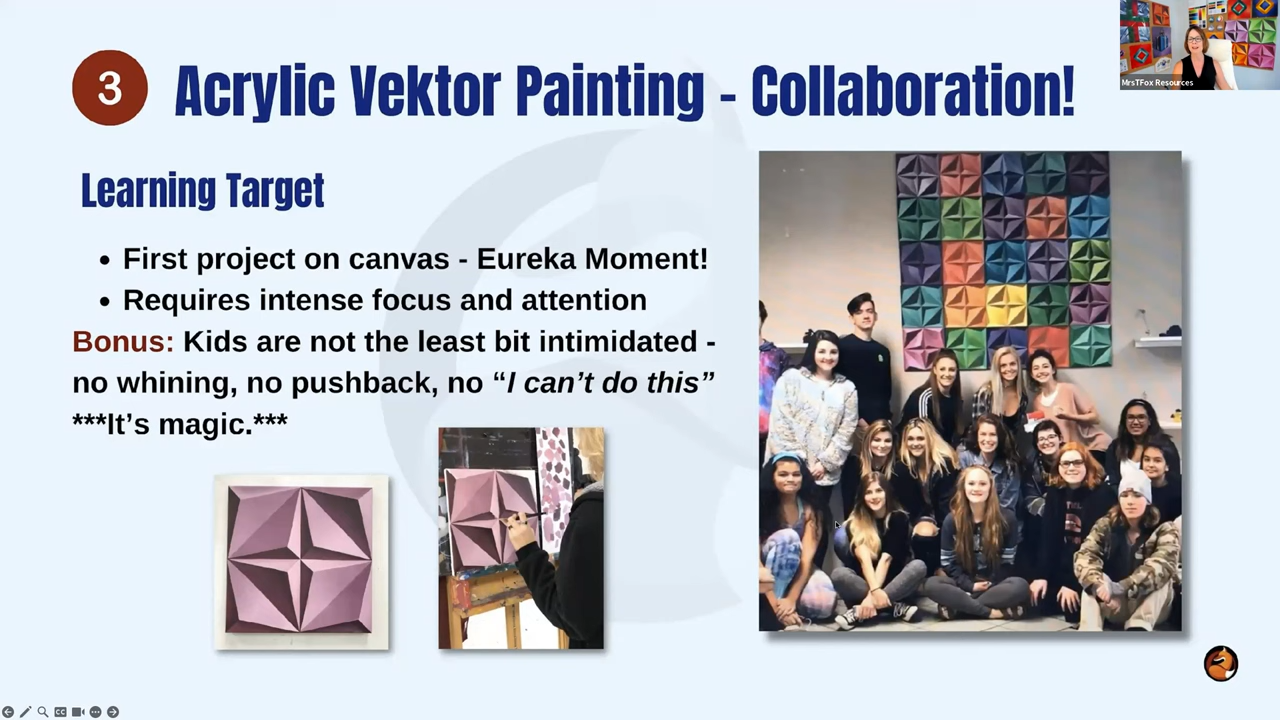 MrsTFox Resources
3 Acrylic Vektor Painting - Collaboration!
Learning Target
• First project on canvas - Eureka Moment!
• Requires intense focus and attention
Bonus: Kids are not the least bit intimidated -
no whining, no pushback, no “I can’t do this”
***It’s magic.***
CC